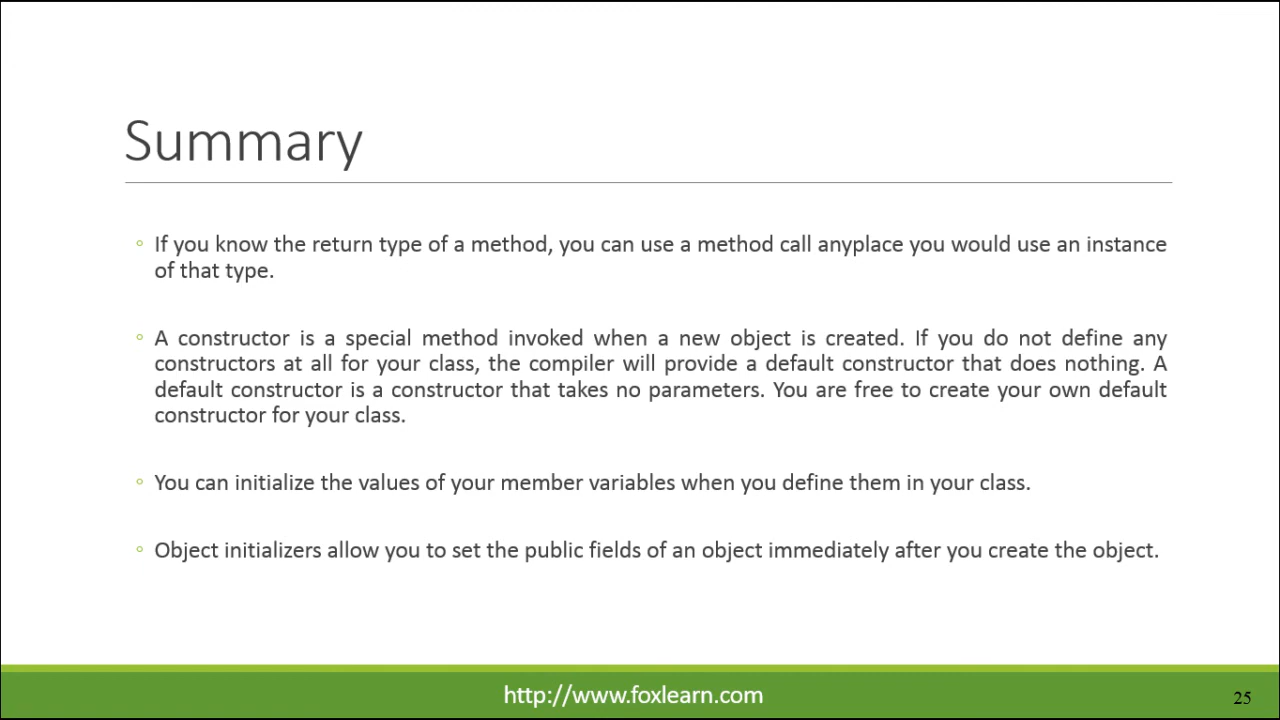 Summary
◦ If you know the return type of a method, you can use a method call anyplace you would use an instance
of that type.
◦ A constructor is a special method invoked when a new object is created. If you do not define any
constructors at all for your class, the compiler will provide a default constructor that does nothing. A
default constructor is a constructor that takes no parameters. You are free to create your own default
constructor for your class.
◦ You can initialize the values of your member variables when you define them in your class.
◦ Object initializers allow you to set the public fields of an object immediately after you create the object.
http://www.foxlearn.com
25